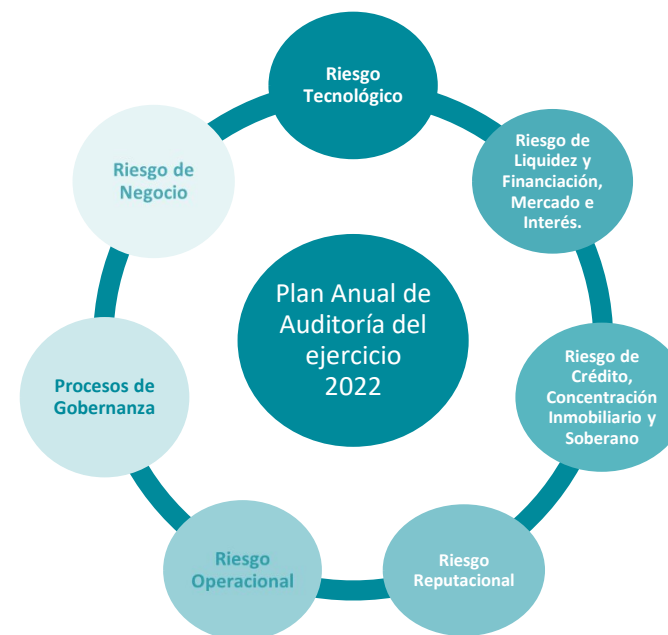 Riesgo
Tecnológico
Riesgo de
Liquidez y
Financiación,
Mercado e
Interés.
Riesgo de
Crédito,
Concentración
Inmobiliario y
Soberano
Riesgo
Reputacional
Riesgo
Operacional
Procesos de
Gobernanza
Riesgo de
Negocio
Plan Anual de
Auditoría del
ejercicio
2022